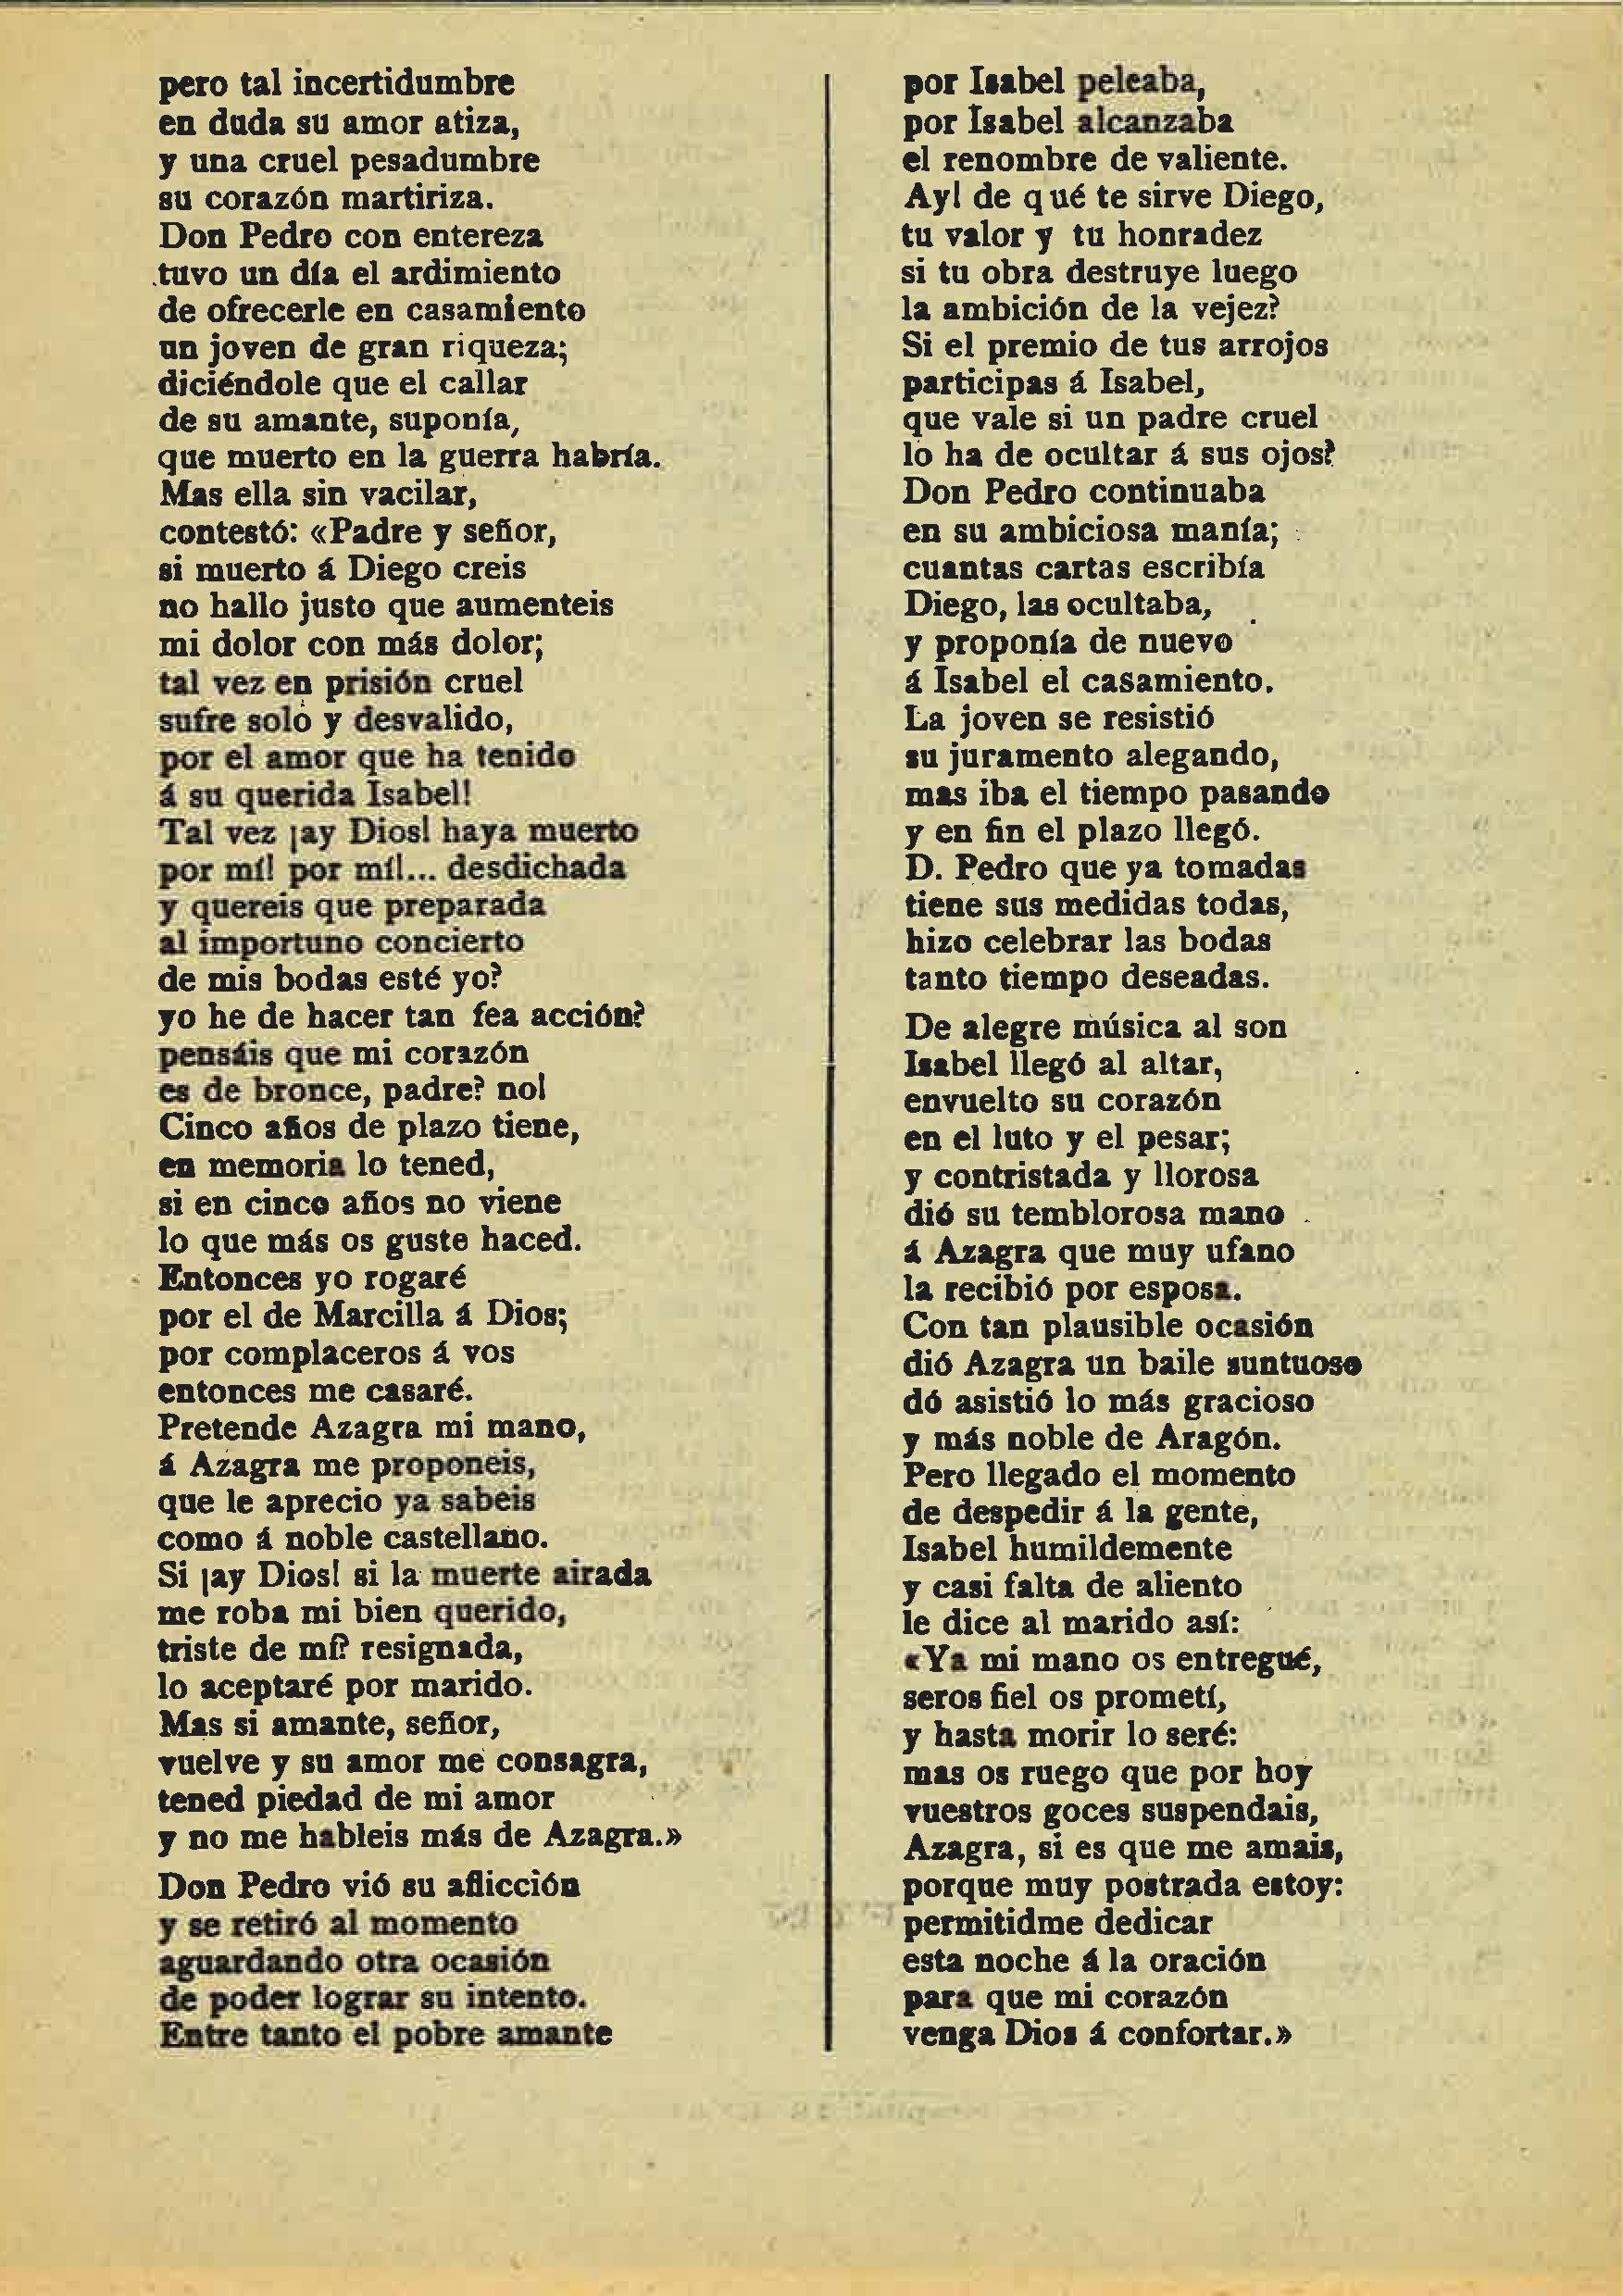 pero tal incertidumbre
en duda su amor atiza,
y una cruel pesadumbre
su corazón martiriza.
Don Pedro con entereza
tuvo un día el ardimiento
de ofrecerle en casamiento
un joven de gran riqueza;
diciéndole que el callar
de su amante, suponía,
que muerto en la guerra habría.
Mas ella sin vacilar,
contestó: «Padre y señor,
si muerto á Diego creis
no hallo justo que aumenteis
mi dolor con más dolor;
tal vez en prisión cruel
sufre solo y desvalido,
por el amor que ha tenido
á su querida Isabel!
Tal vez ¡ay Dios! haya muerto
por mí! por mí!... desdichada
y quereis que preparada
al importuno concierto
de mis bodas esté yo?
yo he de hacer tan fea acción?
pensáis que mi corazón
es de bronce, padre? no!
Cinco años de plazo tiene,
en memoria lo tened,
si en cinco años no viene
lo que más os guste haced.
Entonces yo rogaré
por el de Marcilla á Dios;
por complaceros á vos
entonces me casaré.
Pretende Azagra mi mano,
á Azagra me proponeis,
que le aprecio ya sabeis
como á noble castellano.
Si ¡ay Dios! si la muerte airada
me roba mi bien querido,
triste de mí? resignada,
lo aceptaré por marido.
Mas si amante, señor,
vuelve y su amor me consagra,
tened piedad de mi amor
y no me hableis más de Azagra.»
Don Pedro vió su aflicción
y se retiró al momento
aguardando otra ocasión
de poder lograr su intento.
Entre tanto el pobre amante
por Isabel peleaba,
por Isabel alcanzaba
el renombre de valiente.
Ay! de qué te sirve Diego,
tu valor y tu honradez
si tu obra destruye luego
la ambición de la vejez?
Si el premio de tus arrojos
participas á Isabel,
que vale si un padre cruel
lo ha de ocultar á sus ojos?
Don Pedro continuaba
en su ambiciosa manía;
cuantas cartas escribía
Diego, las ocultaba,
y proponía de nuevo
á Isabel el casamiento.
La joven se resistió
su juramento alegando,
mas iba el tiempo pasando
y en fin el plazo llegó.
D. Pedro que ya tomadas
tiene sus medidas todas,
hizo celebrar las bodas
tanto tiempo deseadas.
De alegre música al son
Isabel llegó al altar,
envuelto su corazón
en el luto y el pesar;
y contristada y llorosa
dió su temblorosa mano
á Azagra que muy ufano
la recibió por esposa.
Con tan plausible ocasión
dió Azagra un baile suntuoso
dó asistió lo más gracioso
y más noble de Aragón.
Pero llegado el momento
de despedir á la gente,
Isabel humildemente
y casi falta de aliento
le dice al marido así:
«Ya mi mano os entregué,
seros fiel os prometí,
y hasta morir lo seré:
mas os ruego que por hoy
vuestros goces suspendais,
Azagra, si es que me amais,
porque muy postrada estoy:
permitidme dedicar
esta noche á la oración
para que mi corazón
venga Dios á confortar.»